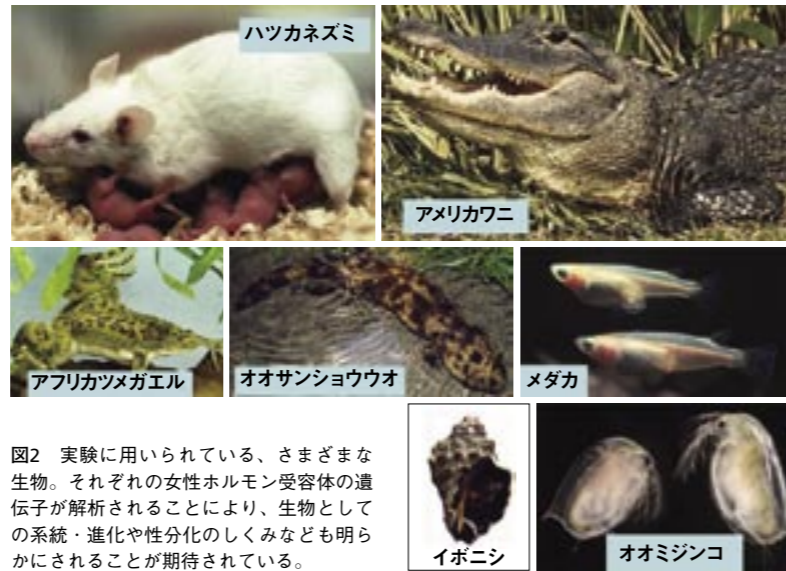 ハツカネズミ
アメリカワニ
アフリカツメガエル
オオサンショウウオ
メダカ
図2　実験に用いられている、さまざまな
生物。それぞれの女性ホルモン受容体の遺
伝子が解析されることにより、生物として
の系統・進化や性分化のしくみなども明ら
かにされることが期待されている。
イボニシ
オオミジンコ